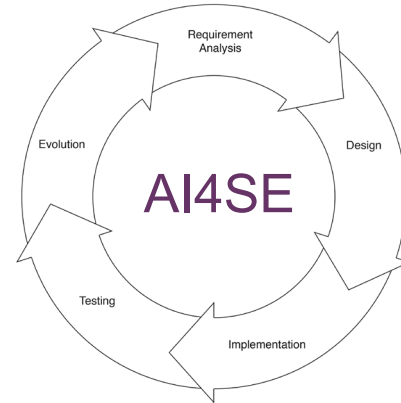 Requirement
Analysis
Design
Implementation
Testing
Evolution
AI4SE